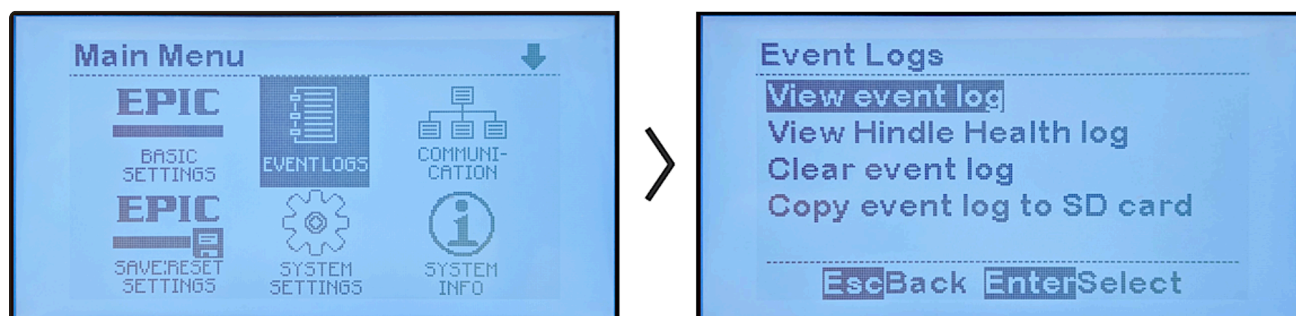 Main Menu
EPIC
BASIC
SETTINGS
EVENTLOGS
COMMUNI-
CATION
EPIC
SAVE/RESET
SETTINGS
SYSTEM
SETTINGS
SYSTEM
INFO
Event Logs
View event log
View Hindle Health log
Clear event log
Copy event log to SD card
EscBack EnterSelect